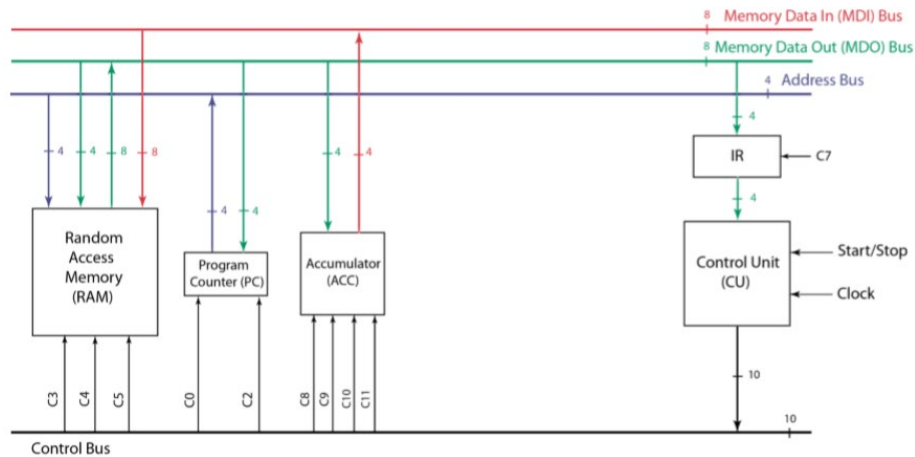 8 Memory Data In (MDI) Bus
8 Memory Data Out (MDO) Bus
4 Address Bus
4
4
8
8
4
4
4
4
4
IR
C7
4
Random
Access
Memory
(RAM)
Program
Counter (PC)
Accumulator
(ACC)
Control Unit
(CU)
Start/Stop
Clock
C3
C4
C5
C0
C2
C8
C9
C10
C11
10
10
Control Bus